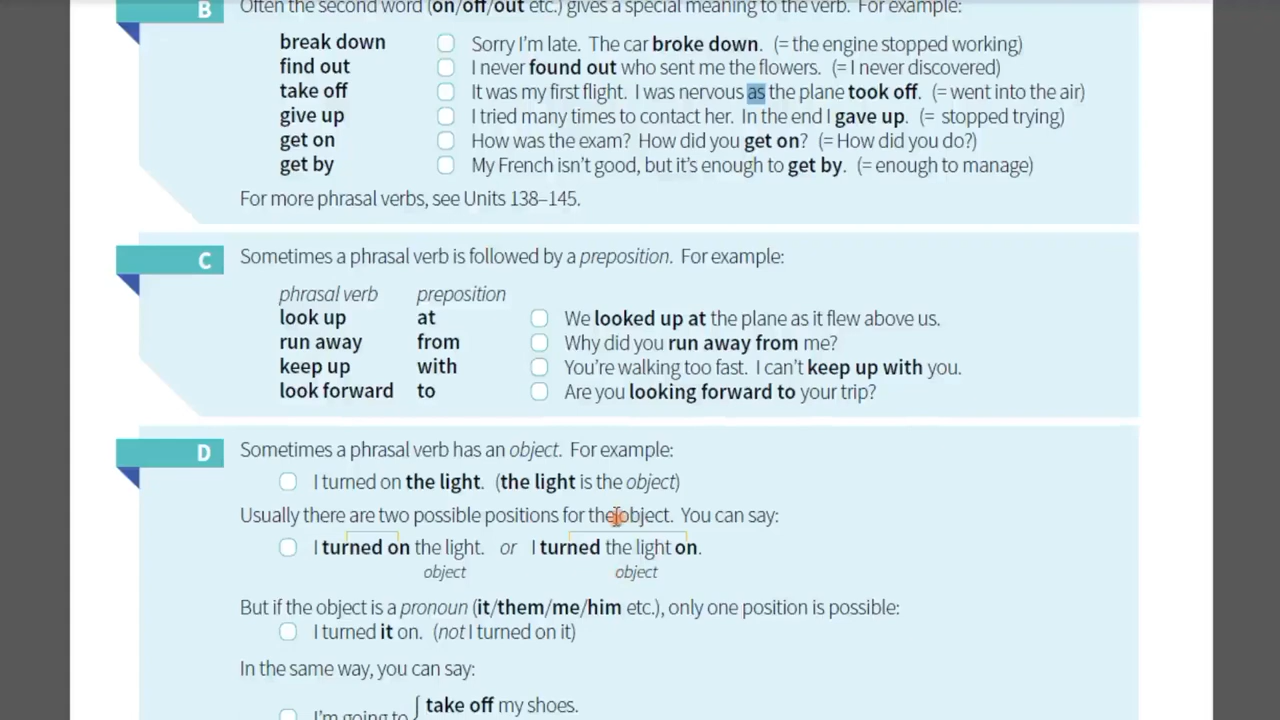 B Often the second word (on/off/out etc.) gives a special meaning to the verb. For example:
break down Sorry I'm late. The car broke down. (= the engine stopped working)
find out I never found out who sent me the flowers. (= I never discovered)
take off It was my first flight. I was nervous as the plane took off. (= went into the air)
give up I tried many times to contact her. In the end I gave up. (= stopped trying)
get on How was the exam? How did you get on? (= How did you do?)
get by My French isn't good, but it's enough to get by. (= enough to manage)
For more phrasal verbs, see Units 138–145.
C Sometimes a phrasal verb is followed by a preposition. For example:
phrasal verb preposition
look up at We looked up at the plane as it flew above us.
run away from Why did you run away from me?
keep up with You're walking too fast. I can't keep up with you.
look forward to Are you looking forward to your trip?
D Sometimes a phrasal verb has an object. For example:
I turned on the light. (the light is the object)
Usually there are two possible positions for the object. You can say:
I turned on the light. or I turned the light on.
object object
But if the object is a pronoun (it/them/me/him etc.), only one position is possible:
I turned it on. (not I turned on it)
In the same way, you can say:
take off my shoes.
I'm going to